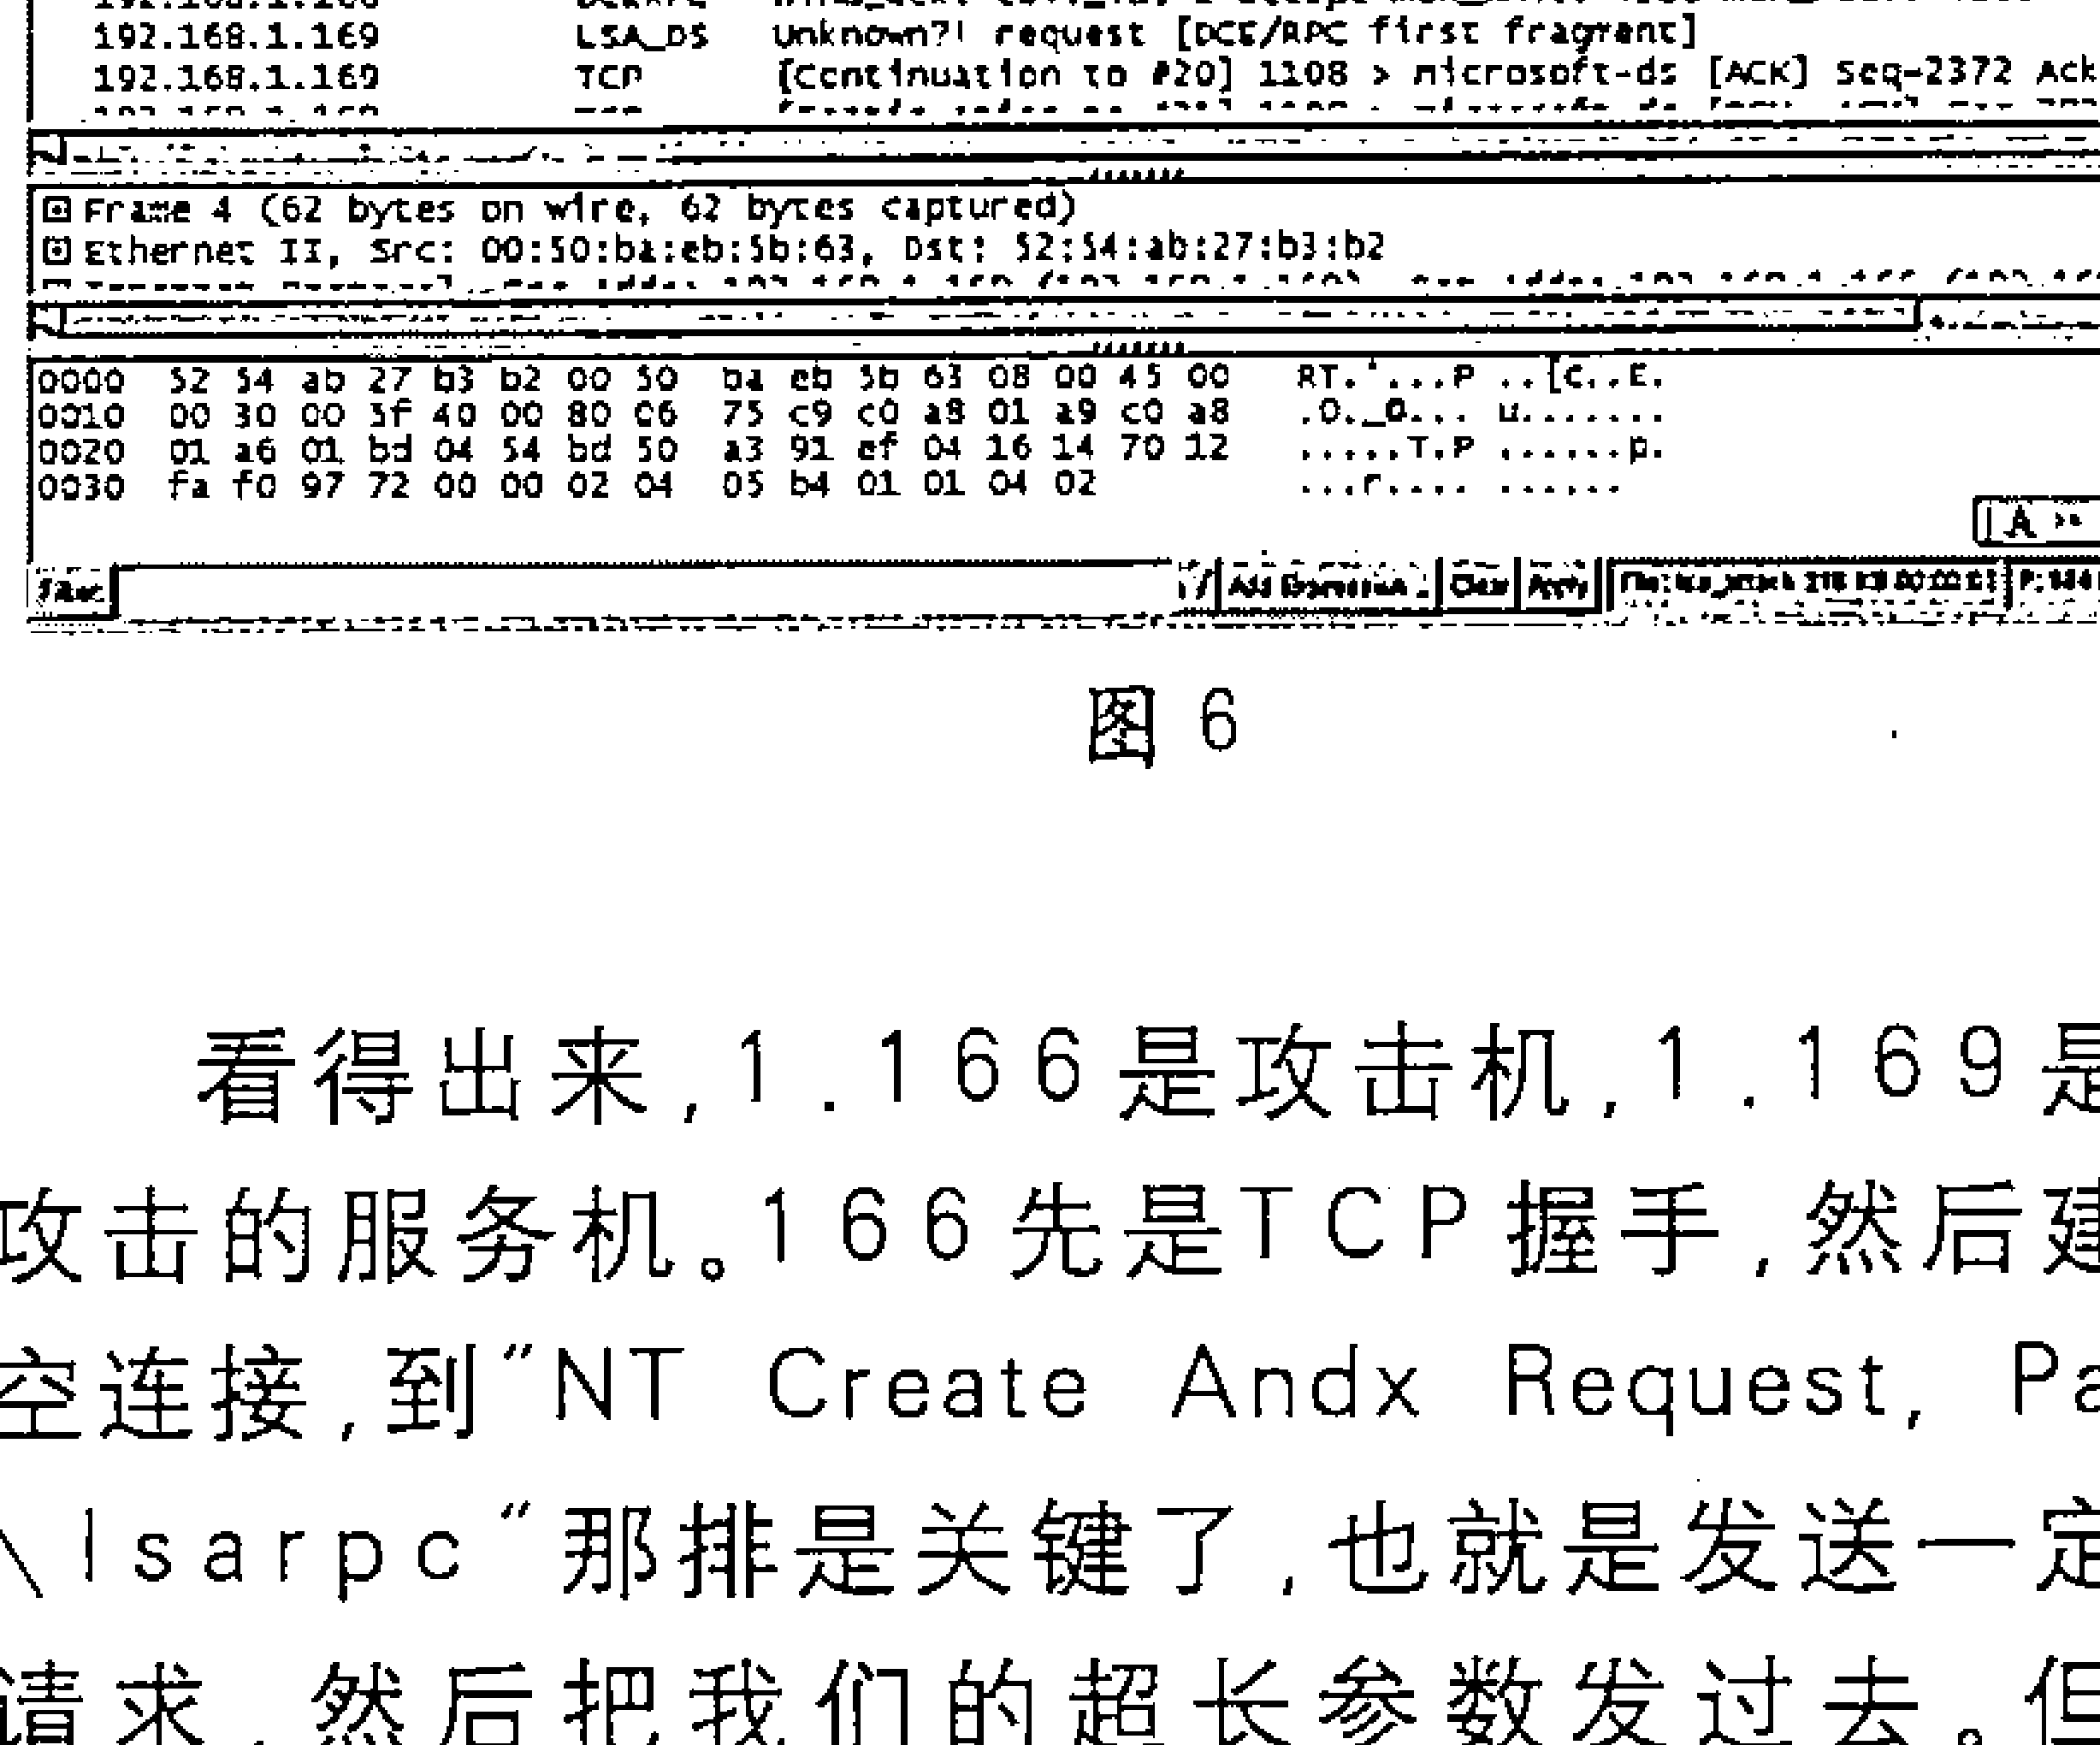 192.168.1.169 LSA_DS Unknown?! request [DCE/RPC first fragment]
192.168.1.169 TCP [Continuation to #20] 1108 > microsoft-ds [ACK] Seq=2372 Ack
Frame 4 (62 bytes on wire, 62 bytes captured)
Ethernet II, Src: 00:50:ba:eb:5b:63, Dst: 52:54:ab:27:b3:b2
0000 52 54 ab 27 b3 b2 00 50 ba eb 5b 63 08 00 45 00 RT.'...P ..[c..E.
0010 00 30 00 5f 40 00 80 06 75 c9 c0 a8 01 a9 c0 a8 .0._@... u.......
0020 01 a6 01 bd 04 54 bd 50 a3 91 ef 04 16 14 70 12 .....T.P ......p.
0030 fa f0 97 72 00 00 02 04 05 b4 01 01 04 02 ...r.... ......
A
Filter: Add Expression... Clear Apply
图 6
看得出来,1.166是攻击机,1.169是
攻击的服务机。166先是TCP握手,然后建
空连接,到"NT Create Andx Request, Pa
\lsarpc"那排是关键了,也就是发送一定
请求,然后把我们的超长参数发过去。但